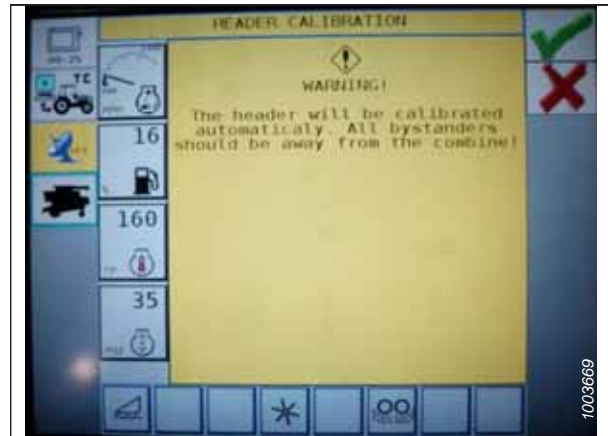 HEADER CALIBRATION
TC
WARNING!
The header will be calibrated
automaticaly. All bystanders
should be away from the combine!
16
160
35
1003669